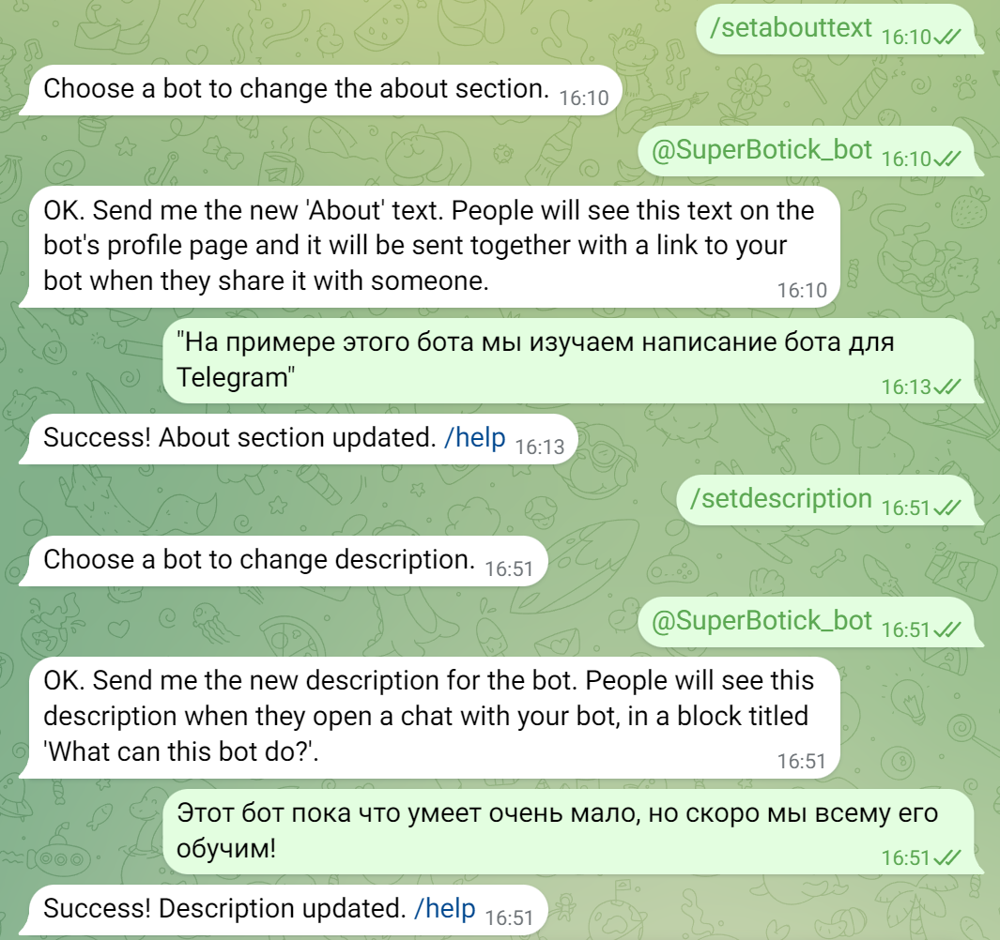 /setabouttext 16:10
Choose a bot to change the about section. 16:10
@SuperBotick_bot 16:10
OK. Send me the new 'About' text. People will see this text on the
bot's profile page and it will be sent together with a link to your
bot when they share it with someone. 16:10
"На примере этого бота мы изучаем написание бота для
Telegram" 16:13
Success! About section updated. /help 16:13
/setdescription 16:51
Choose a bot to change description. 16:51
@SuperBotick_bot 16:51
OK. Send me the new description for the bot. People will see this
description when they open a chat with your bot, in a block titled
'What can this bot do?'. 16:51
Этот бот пока что умеет очень мало, но скоро мы всему его
обучим! 16:51
Success! Description updated. /help 16:51